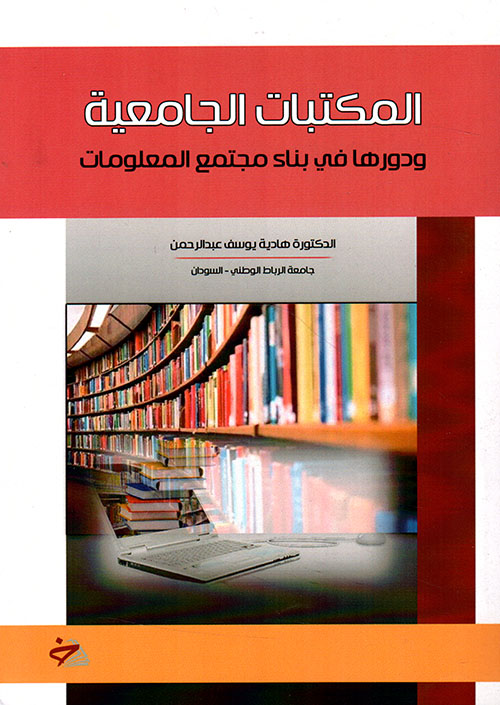 المكتبات الجامعية
ودورها في بناء مجتمع المعلومات
الدكتورة هادية يوسف عبدالرحمن
جامعة الرباط الوطني - السودان